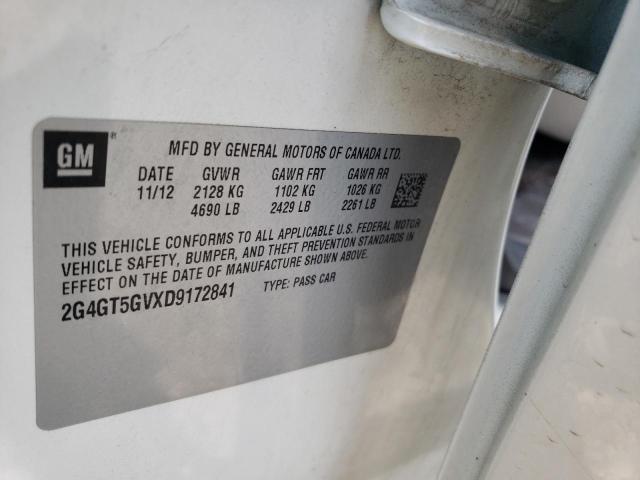 GM ®
MFD BY GENERAL MOTORS OF CANADA LTD.
DATE GVWR GAWR FRT GAWR RR
11/12 2128 KG 1102 KG 1026 KG
4690 LB 2429 LB 2261 LB
THIS VEHICLE CONFORMS TO ALL APPLICABLE U.S. FEDERAL MOTOR
VEHICLE SAFETY, BUMPER, AND THEFT PREVENTION STANDARDS IN
EFFECT ON THE DATE OF MANUFACTURE SHOWN ABOVE.
2G4GT5GVXD9172841 TYPE: PASS CAR